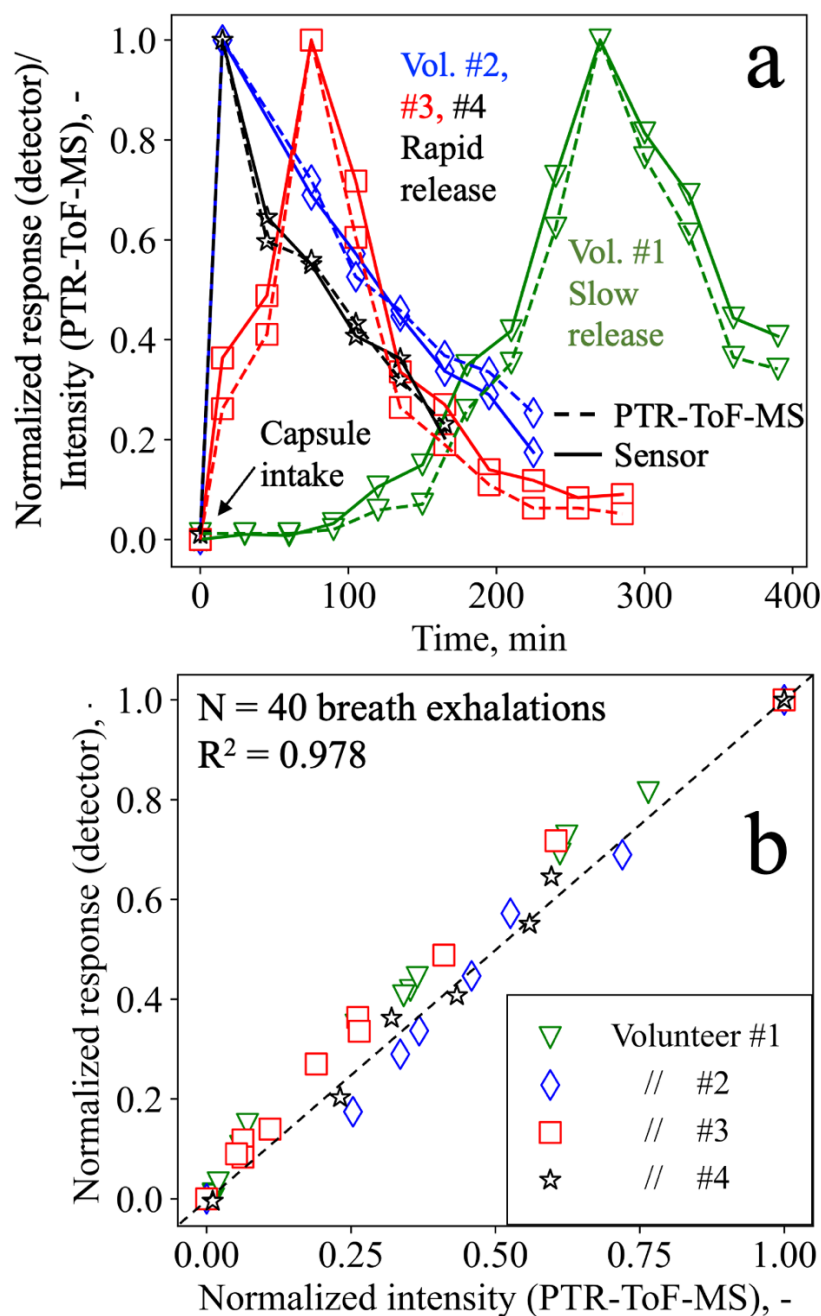 Normalized response (detector)/
Intensity (PTR-ToF-MS), -
1.0
0.8
0.6
0.4
0.2
0.0
a
Vol. #2,
#3, #4
Rapid
release
Vol. #1
Slow
release
PTR-ToF-MS
Sensor
Capsule
intake
0
100
200
300
400
Time, min
Normalized response (detector), -
1.0
0.8
0.6
0.4
0.2
0.0
N = 40 breath exhalations
R² = 0.978
b
Volunteer #1
// #2
// #3
// #4
0.00
0.25
0.50
0.75
1.00
Normalized intensity (PTR-ToF-MS), -